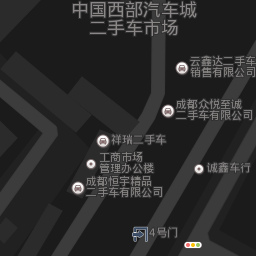 中国西部汽车城
二手车市场
云鑫达二手车
销售有限公司
成都众悦至诚
二手车有限公司
祥瑞二手车
工商市场
管理办公楼
诚鑫车行
成都恒宇精品
二手车有限公司
4号门